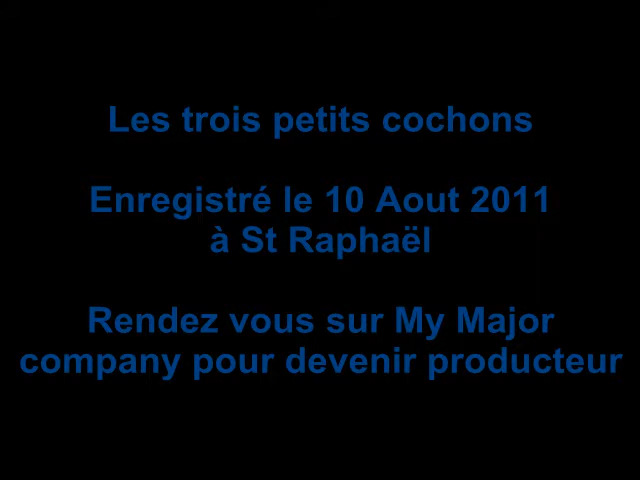 Les trois petits cochons
Enregistré le 10 Aout 2011
à St Raphaël
Rendez vous sur My Major
company pour devenir producteur